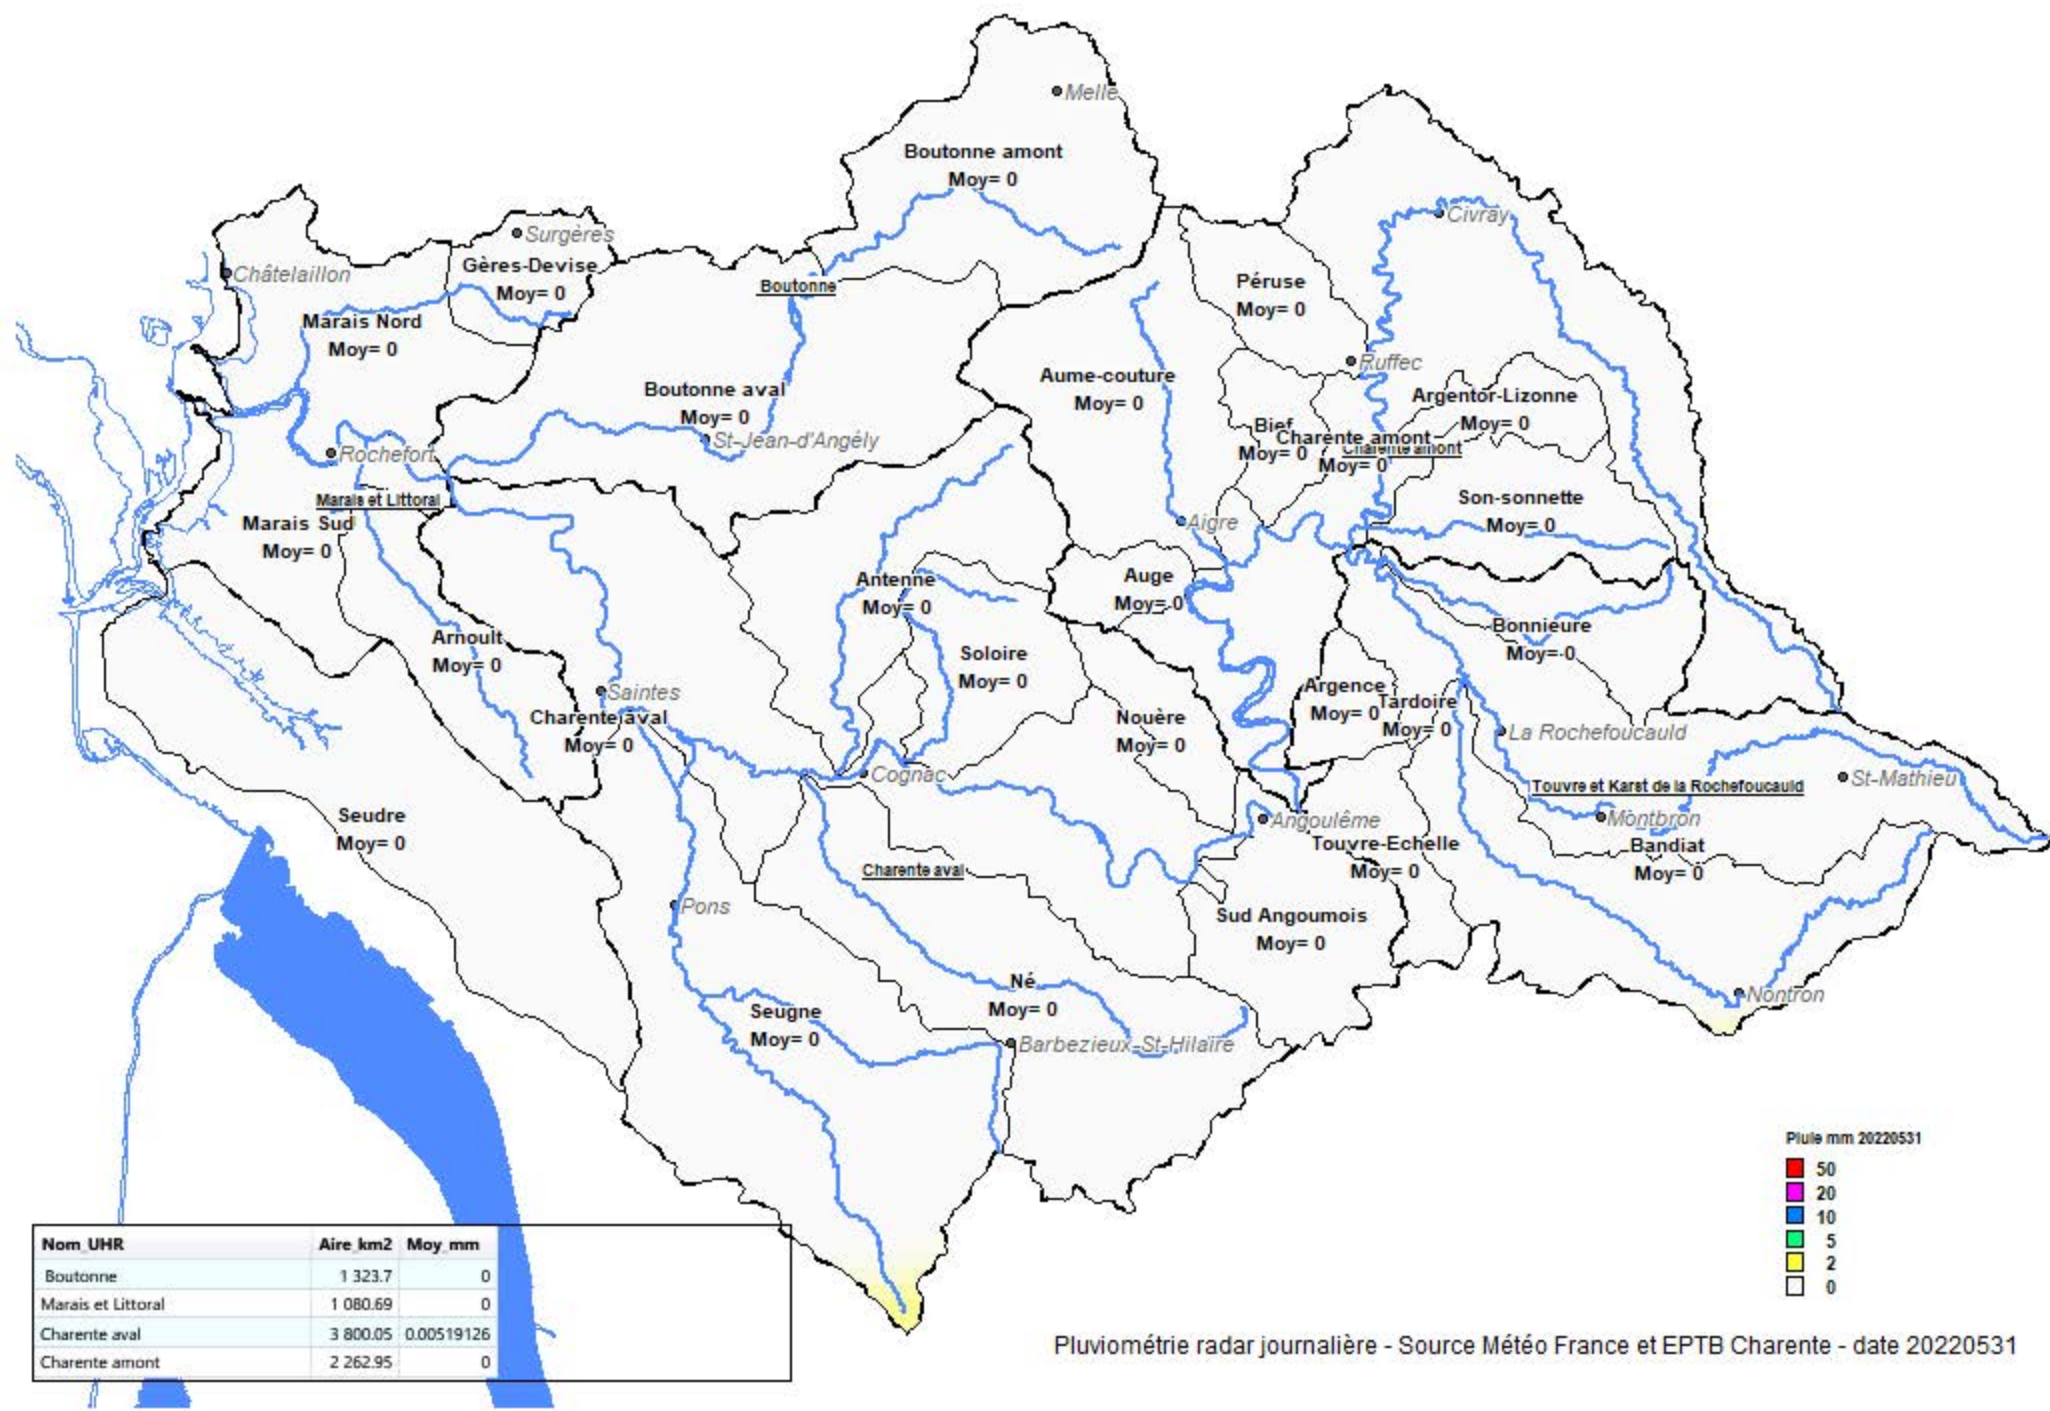 Melle
Boutonne amont
Moy= 0
Civray
Surgères
Gères-Devise
Moy= 0
Châtelaillon
Boutonne
Péruse
Moy= 0
Marais Nord
Moy= 0
Ruffec
Aume-couture
Moy= 0
Boutonne aval
Moy= 0
Argentor-Lizonne
Moy= 0
St-Jean-d'Angély
Bief
Moy= 0
Charente amont
Moy= 0
Charente amont
Rochefort
Marais et Littoral
Son-sonnette
Moy= 0
Marais Sud
Moy= 0
Aigre
Antenne
Moy= 0
Auge
Moy= 0
Bonnieure
Moy= 0
Arnoult
Moy= 0
Soloire
Moy= 0
Saintes
Argence
Moy= 0
Tardoire
Moy= 0
Charente aval
Moy= 0
Nouère
Moy= 0
La Rochefoucauld
Cognac
Touvre et Karst de la Rochefoucauld
St-Mathieu
Seudre
Moy= 0
Angoulême
Montbron
Touvre-Echelle
Moy= 0
Bandiat
Moy= 0
Charente aval
Pons
Sud Angoumois
Moy= 0
Né
Moy= 0
Nontron
Seugne
Moy= 0
Barbezieux-St-Hilaire
Pluie mm 20220531
50
20
10
5
2
0
Nom_UHR Aire_km2 Moy_mm
Boutonne 1 323.7 0
Marais et Littoral 1 080.69 0
Charente aval 3 800.05 0.00519126
Charente amont 2 262.95 0
Pluviométrie radar journalière - Source Météo France et EPTB Charente - date 20220531